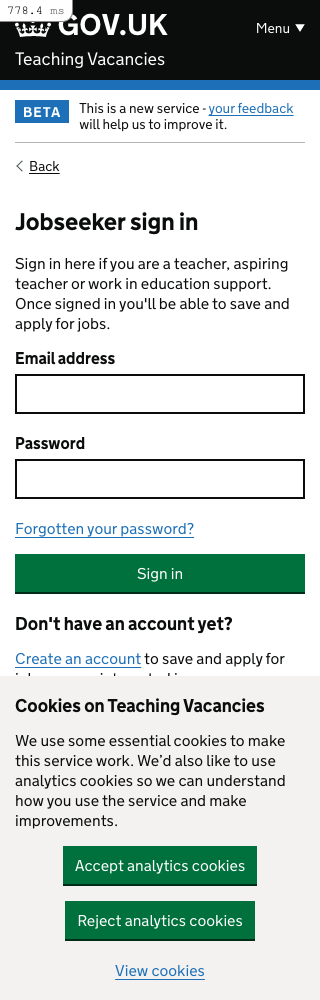 778.4 ms
GOV.UK
Menu ▼
Teaching Vacancies
BETA
This is a new service - your feedback
will help us to improve it.
Back
Jobseeker sign in
Sign in here if you are a teacher, aspiring
teacher or work in education support.
Once signed in you'll be able to save and
apply for jobs.
Email address
Password
Forgotten your password?
Sign in
Don't have an account yet?
Create an account to save and apply for
Cookies on Teaching Vacancies
We use some essential cookies to make
this service work. We’d also like to use
analytics cookies so we can understand
how you use the service and make
improvements.
Accept analytics cookies
Reject analytics cookies
View cookies